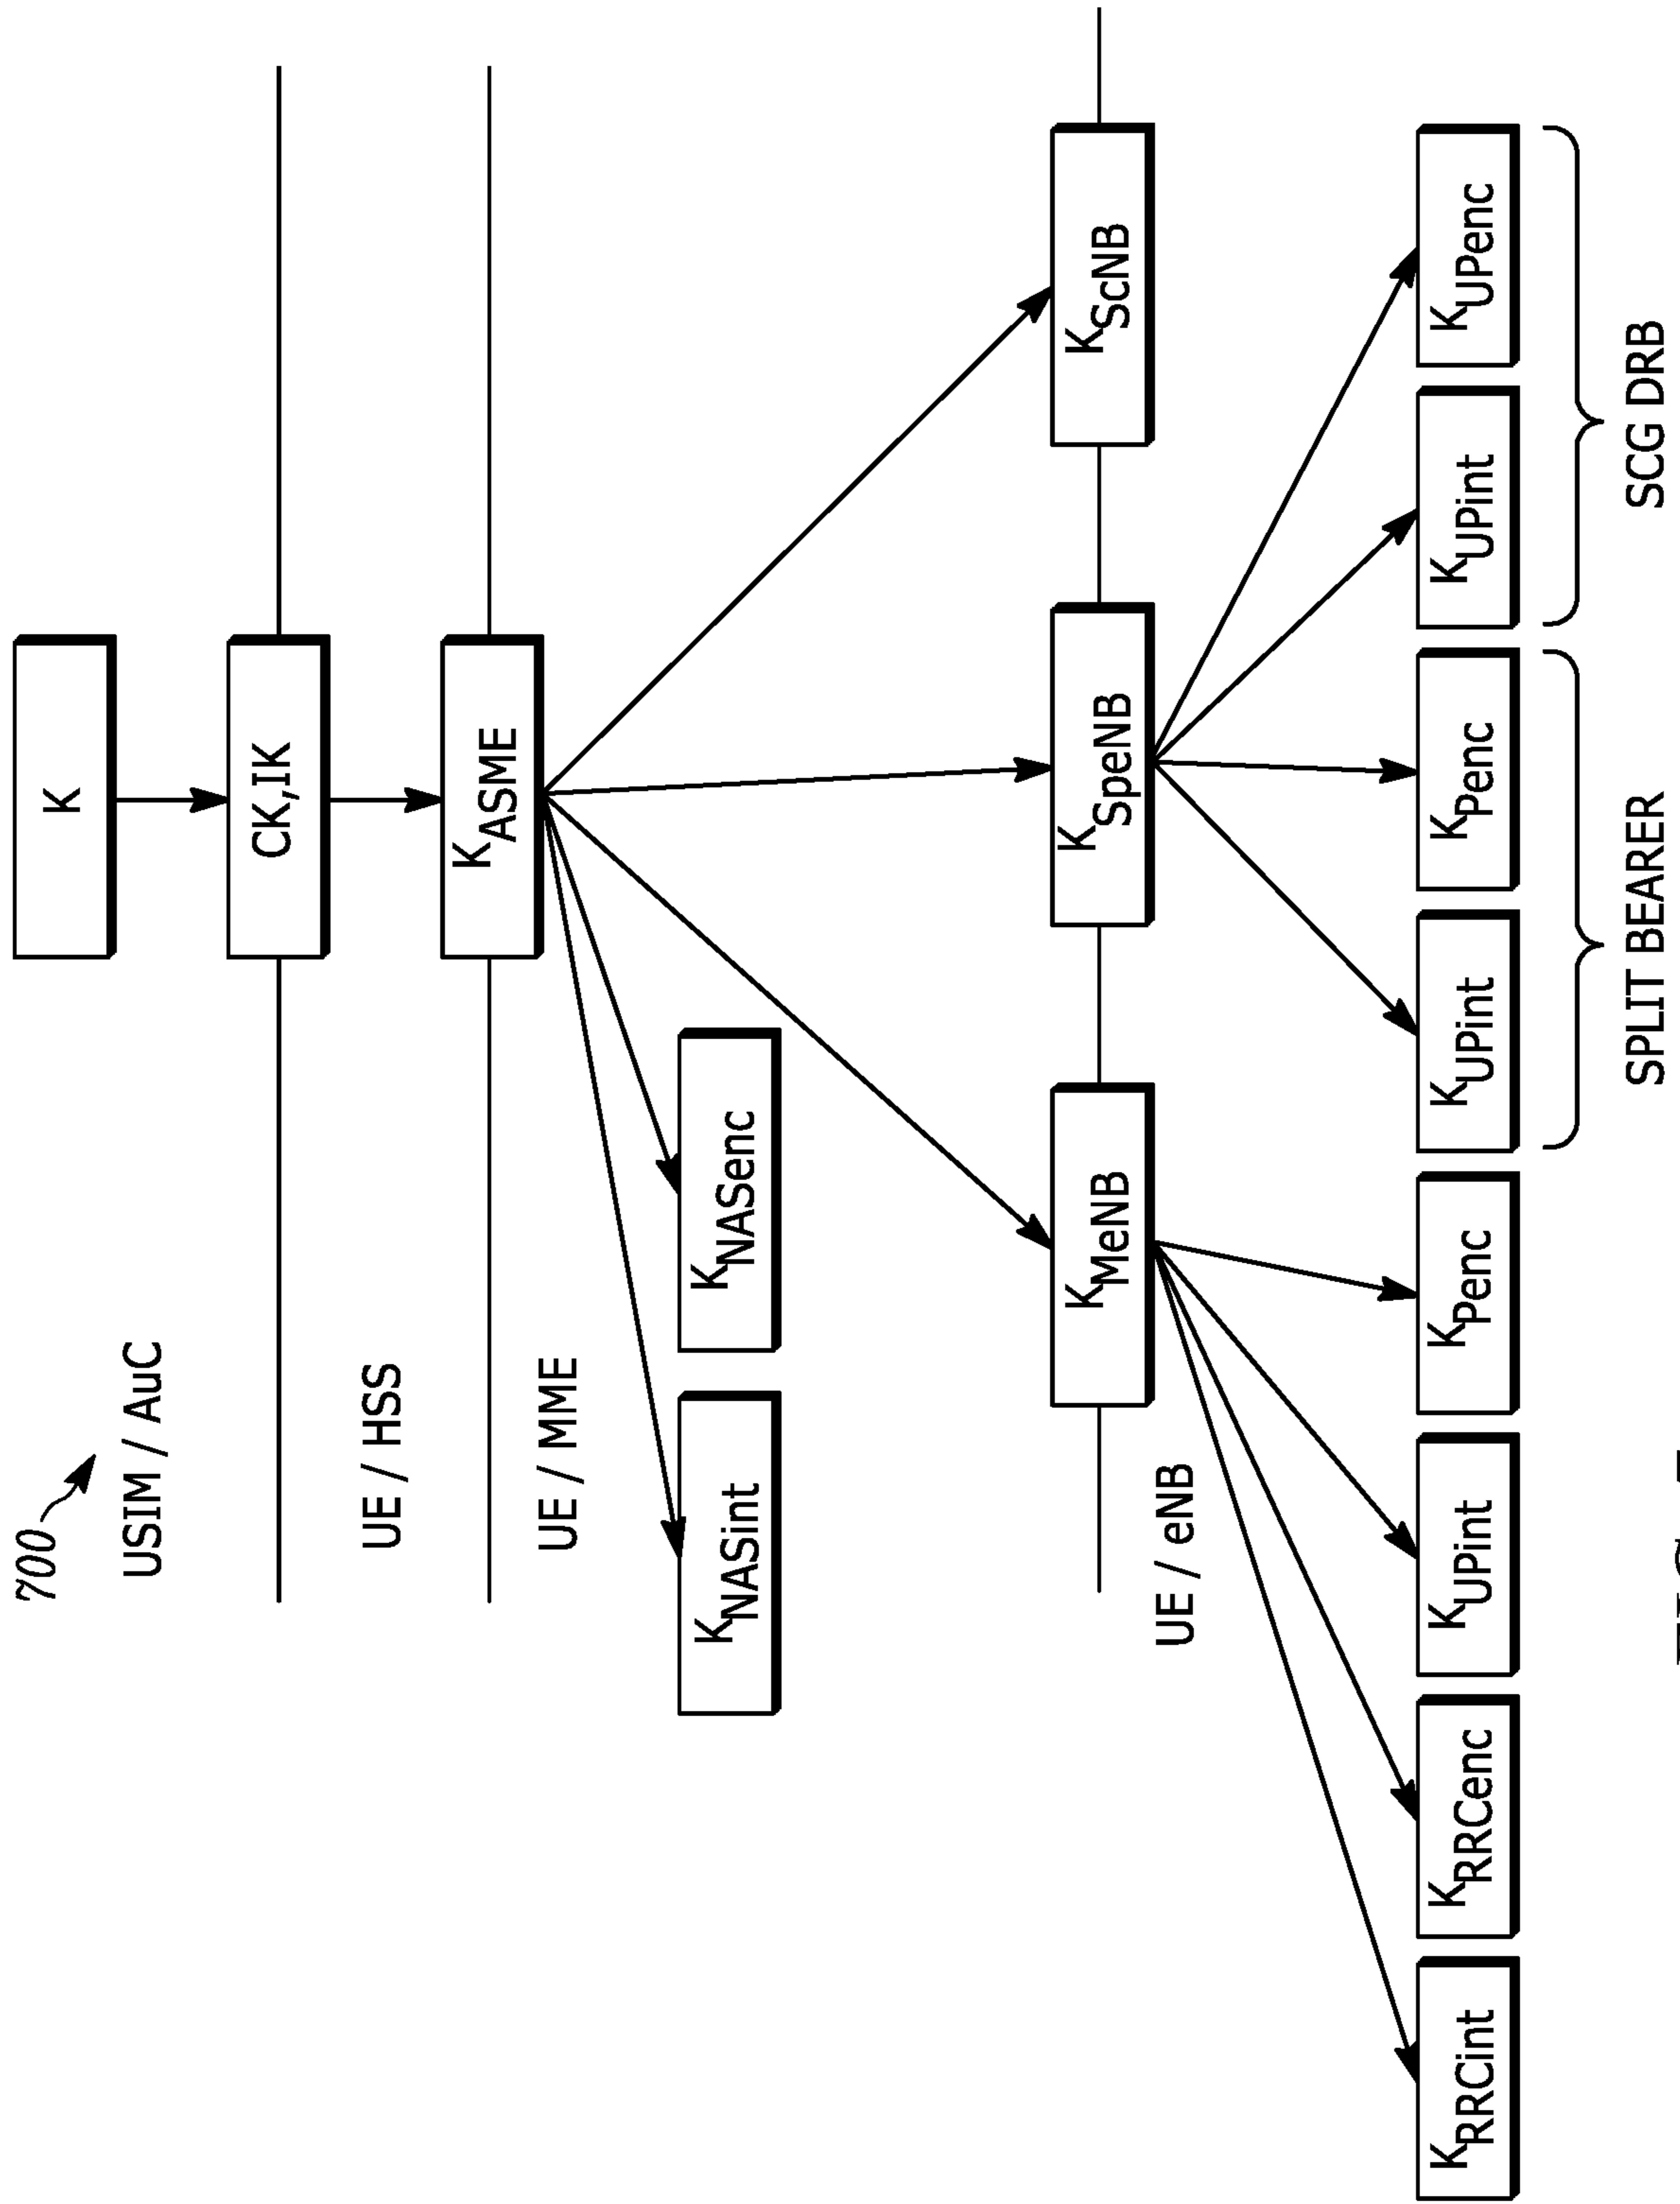 700
USIM / AuC
K
CK,IK
UE / HSS
KASME
UE / MME
KNASint
KNASenc
KMeNB
KSpeNB
KScNB
UE / eNB
KRRCint
KRRCenc
KUPint
KPenc
KUPint
KPenc
KUPint
KUPenc
SPLIT BEARER
SCG DRB